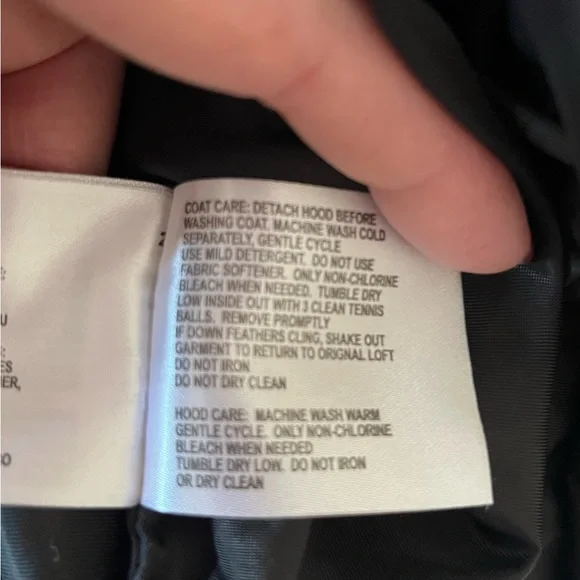 U
ES
ER,
COAT CARE: DETACH HOOD BEFORE
WASHING COAT. MACHINE WASH COLD
SEPARATELY, GENTLE CYCLE
USE MILD DETERGENT. DO NOT USE
FABRIC SOFTENER. ONLY NON-CHLORINE
BLEACH WHEN NEEDED. TUMBLE DRY
LOW INSIDE OUT WITH 3 CLEAN TENNIS
BALLS. REMOVE PROMPTLY
IF DOWN FEATHERS CLING, SHAKE OUT
GARMENT TO RETURN TO ORIGNAL LOFT
DO NOT IRON
DO NOT DRY CLEAN
HOOD CARE: MACHINE WASH WARM
GENTLE CYCLE. ONLY NON-CHLORINE
BLEACH WHEN NEEDED
TUMBLE DRY LOW. DO NOT IRON
OR DRY CLEAN